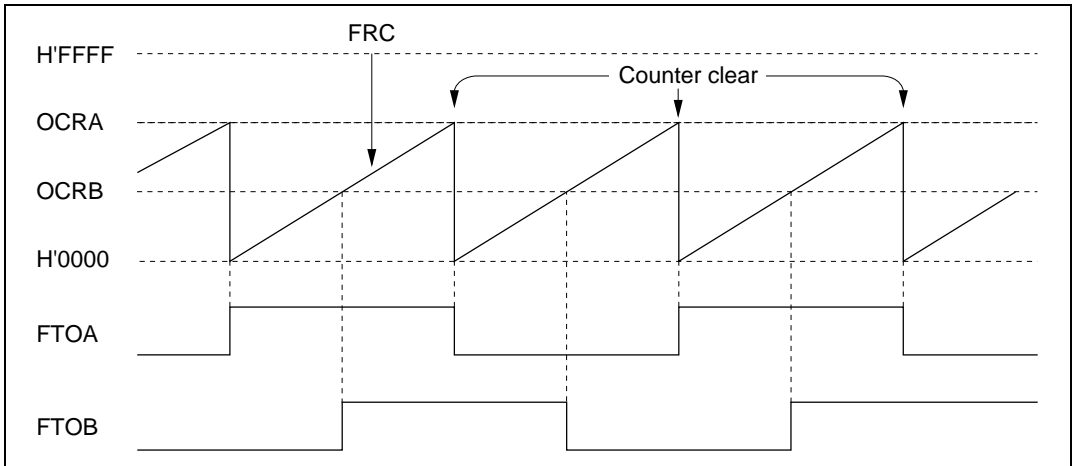 FRC
H'FFFF
Counter clear
OCRA
OCRB
H'0000
FTOA
FTOB